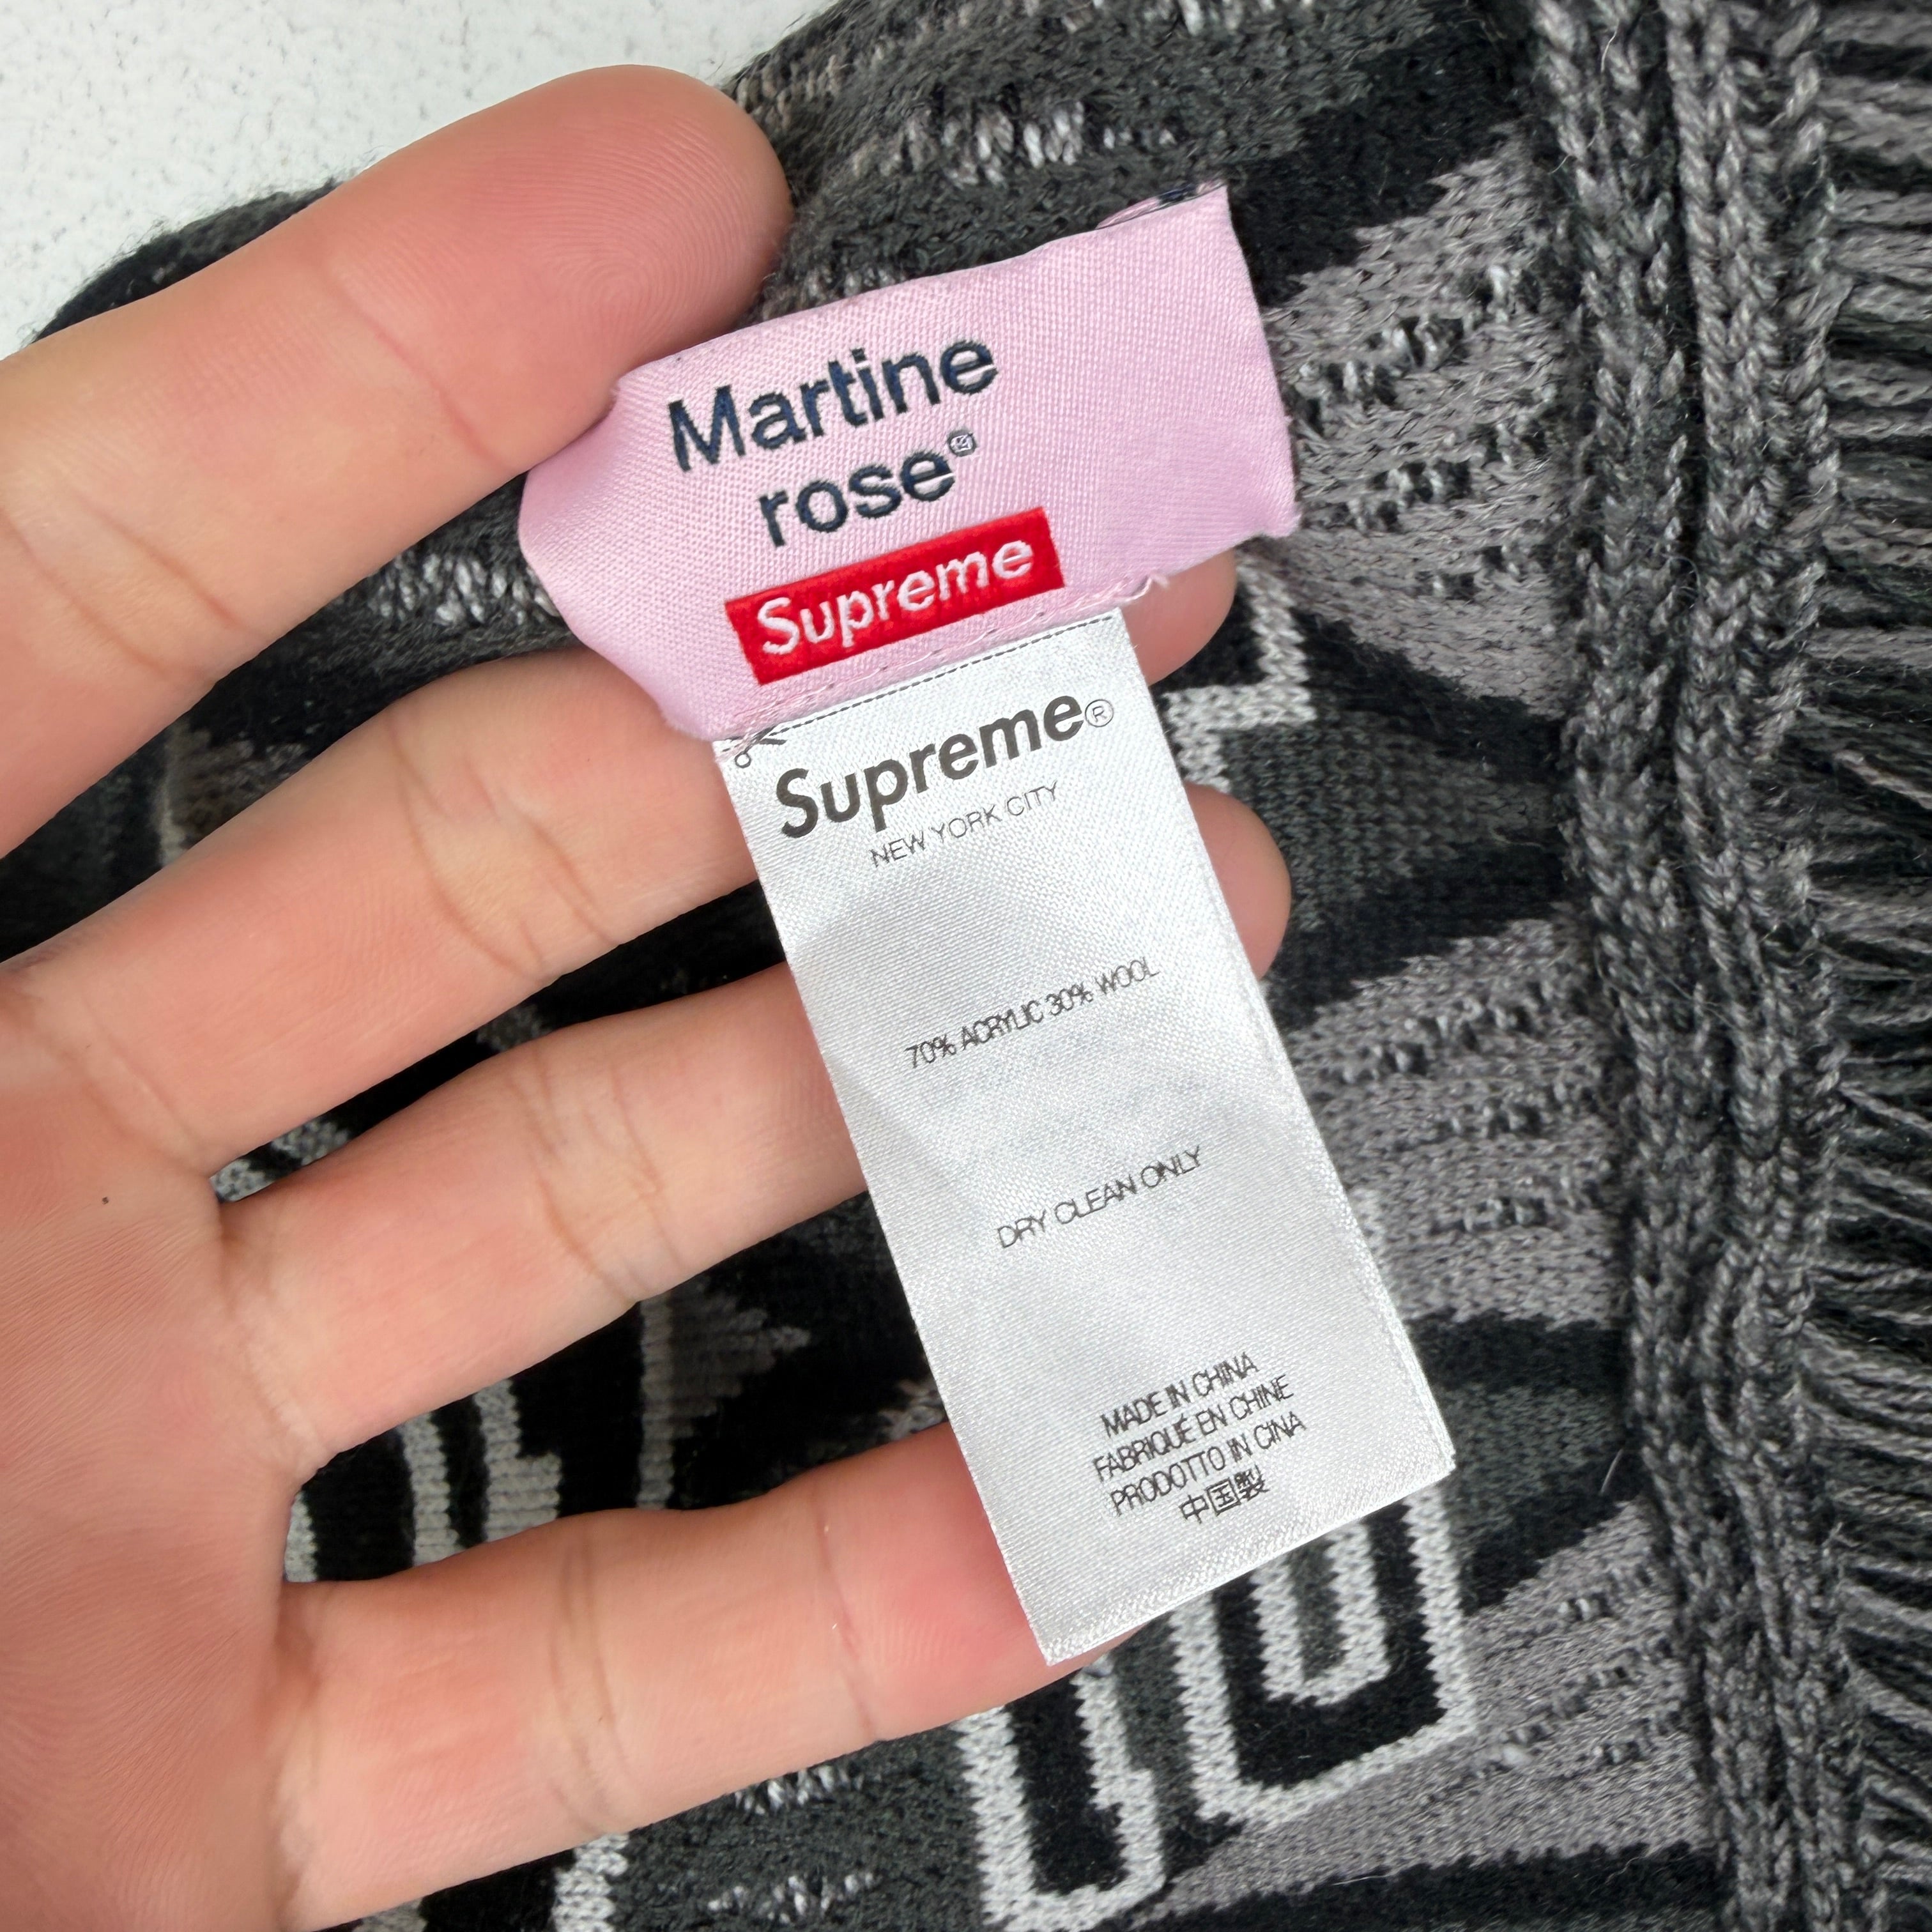 Martine
rose®
Supreme
Supreme®
NEW YORK CITY
70% ACRYLIC 30% WOOL
DRY CLEAN ONLY
MADE IN CHINA
FABRIQUÉ EN CHINE
PRODOTTO IN CINA
中国製